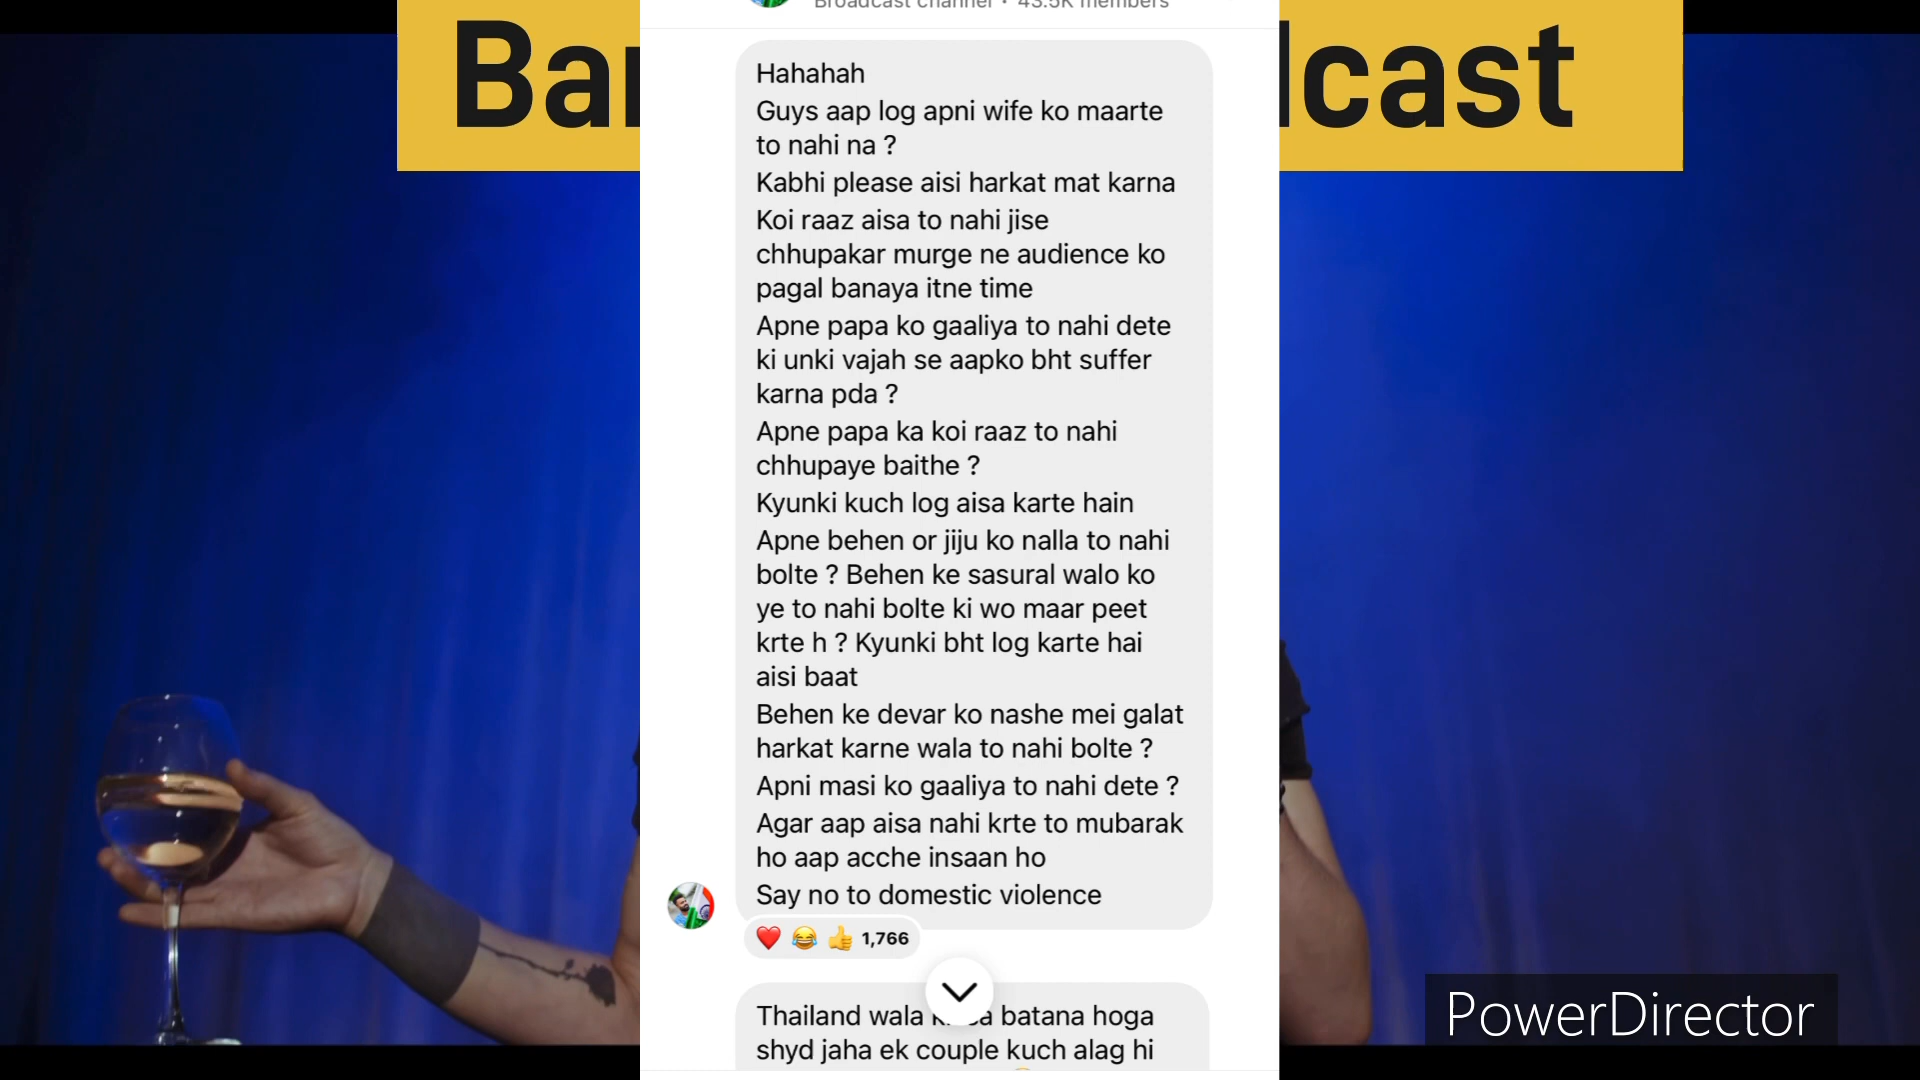 Broadcast channel • 43.5K members
Ba
dcast
Hahahah
Guys aap log apni wife ko maarte
to nahi na ?
Kabhi please aisi harkat mat karna
Koi raaz aisa to nahi jise
chhupakar murge ne audience ko
pagal banaya itne time
Apne papa ko gaaliya to nahi dete
ki unki vajah se aapko bht suffer
karna pda ?
Apne papa ka koi raaz to nahi
chhupaye baithe ?
Kyunki kuch log aisa karte hain
Apne behen or jiju ko nalla to nahi
bolte ? Behen ke sasural walo ko
ye to nahi bolte ki wo maar peet
krte h ? Kyunki bht log karte hai
aisi baat
Behen ke devar ko nashe mei galat
harkat karne wala to nahi bolte ?
Apni masi ko gaaliya to nahi dete ?
Agar aap aisa nahi krte to mubarak
ho aap acche insaan ho
Say no to domestic violence
❤️ 😂 👍 1,766
Thailand wala batana hoga
shyd jaha ek couple kuch alag hi
PowerDirector